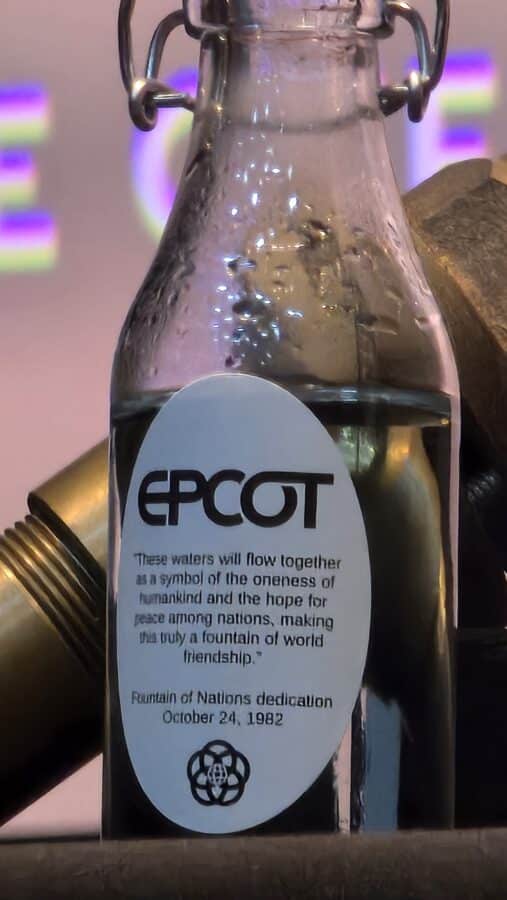 EPCOT
"These waters will flow together
as a symbol of the oneness of
humankind and the hope for
peace among nations, making
this truly a fountain of world
friendship."
Fountain of Nations dedication
October 24, 1982